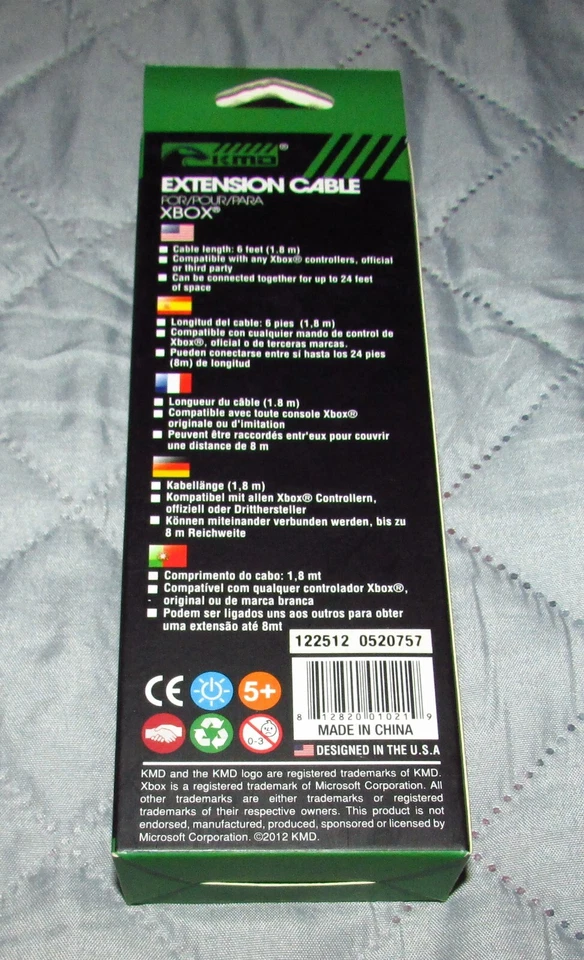 KMD®
EXTENSION CABLE
FOR/POUR/PARA
XBOX®
Cable length: 6 feet (1.8 m)
Compatible with any Xbox® controllers, official
or third party
Can be connected together for up to 24 feet
of space
Longitud del cable: 6 pies (1,8 m)
Compatible con cualquier mando de control de
Xbox®, oficial o de terceras marcas.
Pueden conectarse entre sí hasta los 24 pies
(8m) de longitud
Longueur du câble (1.8 m)
Compatible avec toute console Xbox®
originale ou d'imitation
Peuvent être raccordés entr'eux pour couvrir
une distance de 8 m
Kabellänge (1,8 m)
Kompatibel mit allen Xbox® Controllern,
offiziell oder Dritthersteller
Können miteinander verbunden werden, bis zu
8 m Reichweite
Comprimento do cabo: 1,8 mt
Compatível com qualquer controlador Xbox®,
original ou de marca branca
Podem ser ligados uns aos outros para obter
uma extensão até 8mt
122512 0520757
CE 5+
8 12820 01021 9
0-3
MADE IN CHINA
DESIGNED IN THE U.S.A
KMD and the KMD logo are registered trademarks of KMD.
Xbox is a registered trademark of Microsoft Corporation. All
other trademarks are either trademarks or registered
trademarks of their respective owners. This product is not
endorsed, manufactured, produced, sponsored or licensed by
Microsoft Corporation. ©2012 KMD.